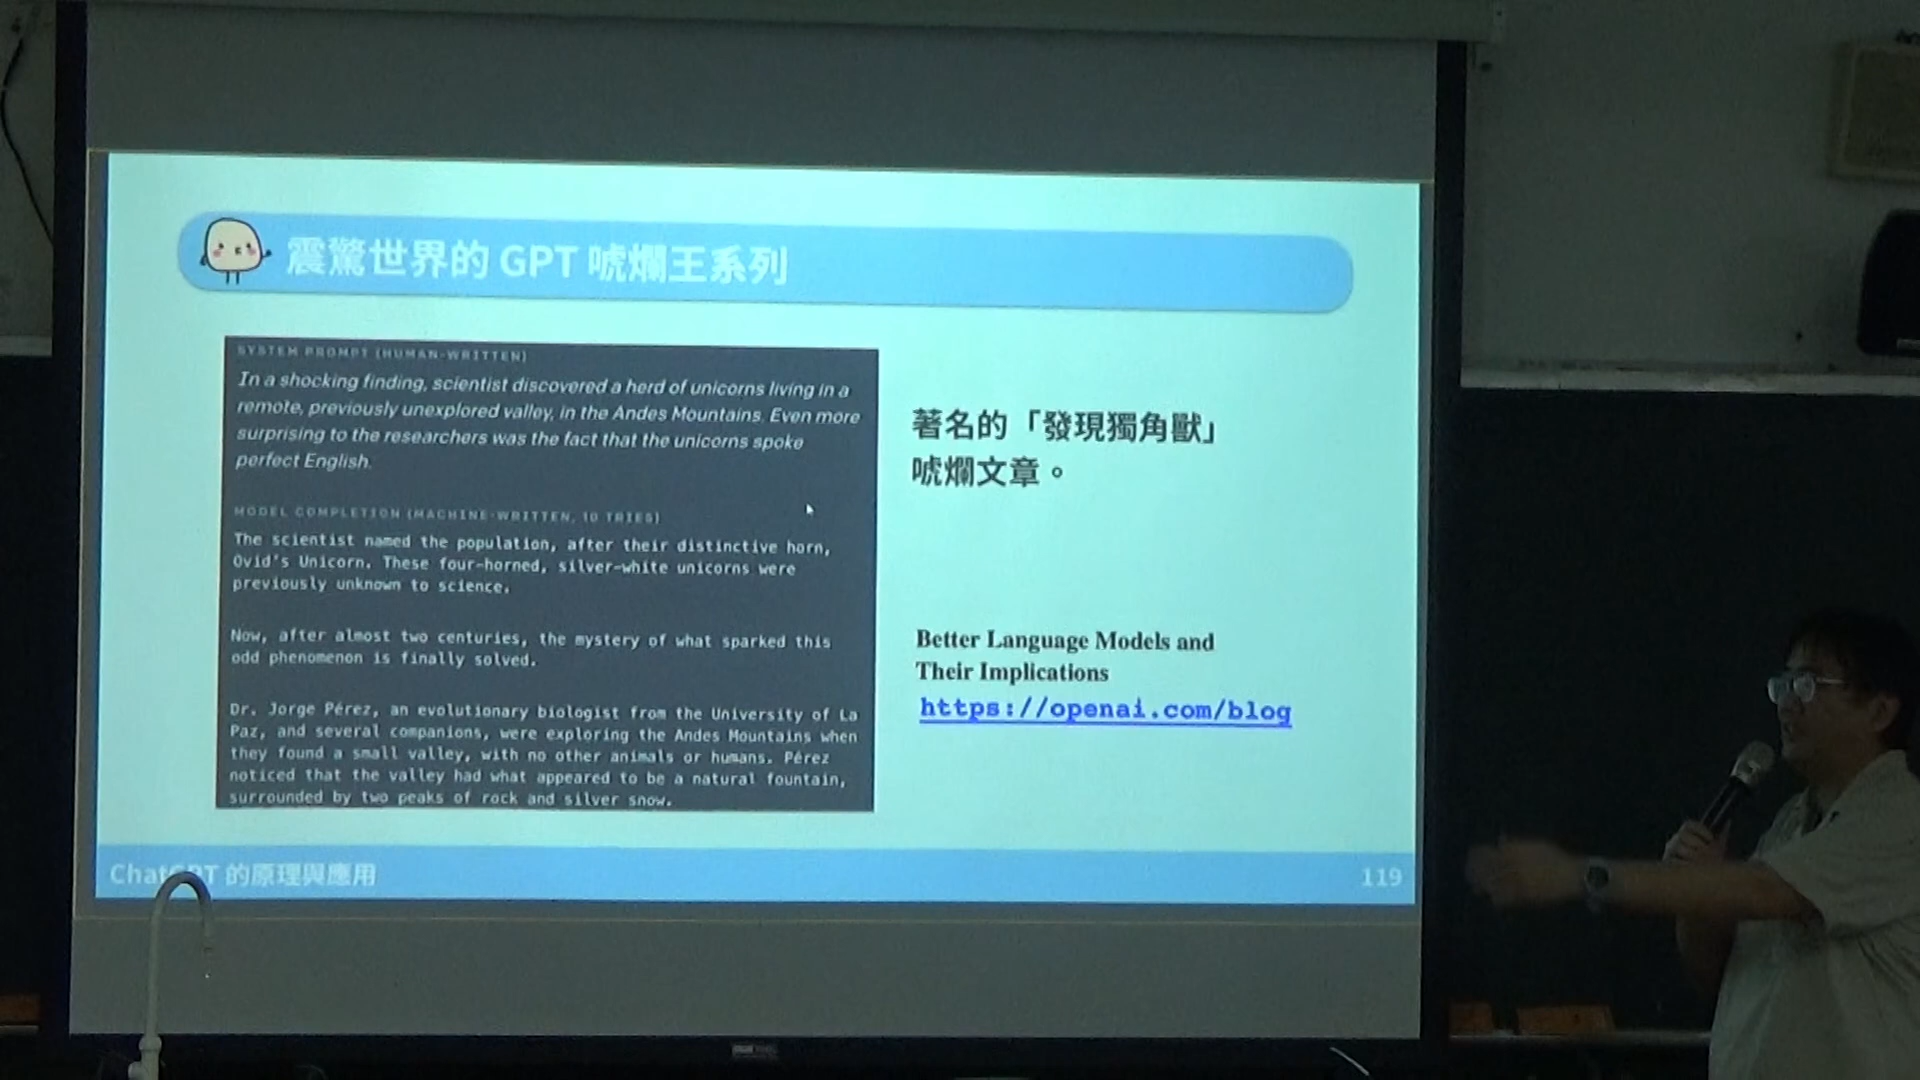 震驚世界的 GPT 唬爛王系列
SYSTEM PROMPT (HUMAN-WRITTEN)
In a shocking finding, scientist discovered a herd of unicorns living in a
remote, previously unexplored valley, in the Andes Mountains. Even more
surprising to the researchers was the fact that the unicorns spoke
perfect English.
MODEL COMPLETION (MACHINE-WRITTEN, 10 TRIES)
The scientist named the population, after their distinctive horn,
Ovid's Unicorn. These four-horned, silver-white unicorns were
previously unknown to science.
Now, after almost two centuries, the mystery of what sparked this
odd phenomenon is finally solved.
Dr. Jorge Pérez, an evolutionary biologist from the University of La
Paz, and several companions, were exploring the Andes Mountains when
they found a small valley, with no other animals or humans. Pérez
noticed that the valley had what appeared to be a natural fountain,
surrounded by two peaks of rock and silver snow.
著名的「發現獨角獸」
唬爛文章。
Better Language Models and
Their Implications
https://openai.com/blog
ChatGPT 的原理與應用
119